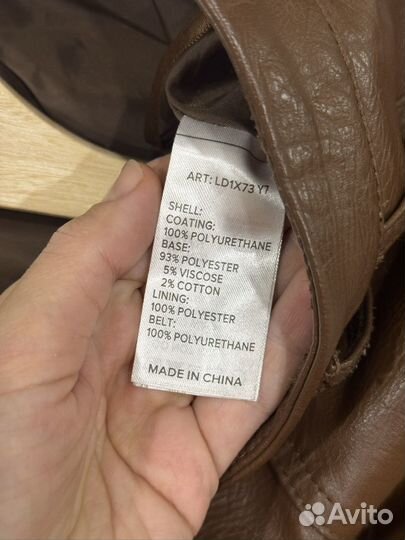 ART: LD1X73 Y7
SHELL:
COATING:
100% POLYURETHANE
BASE:
93% POLYESTER
5% VISCOSE
2% COTTON
LINING:
100% POLYESTER
BELT:
100% POLYURETHANE
MADE IN CHINA
Avito